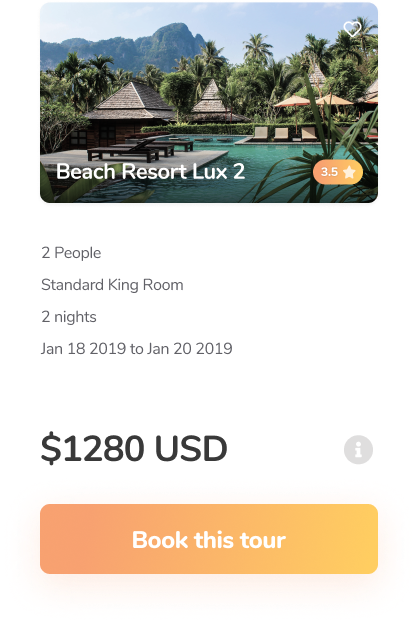 Beach Resort Lux 2
3.5
2 People
Standard King Room
2 nights
Jan 18 2019 to Jan 20 2019
$1280 USD
Book this tour